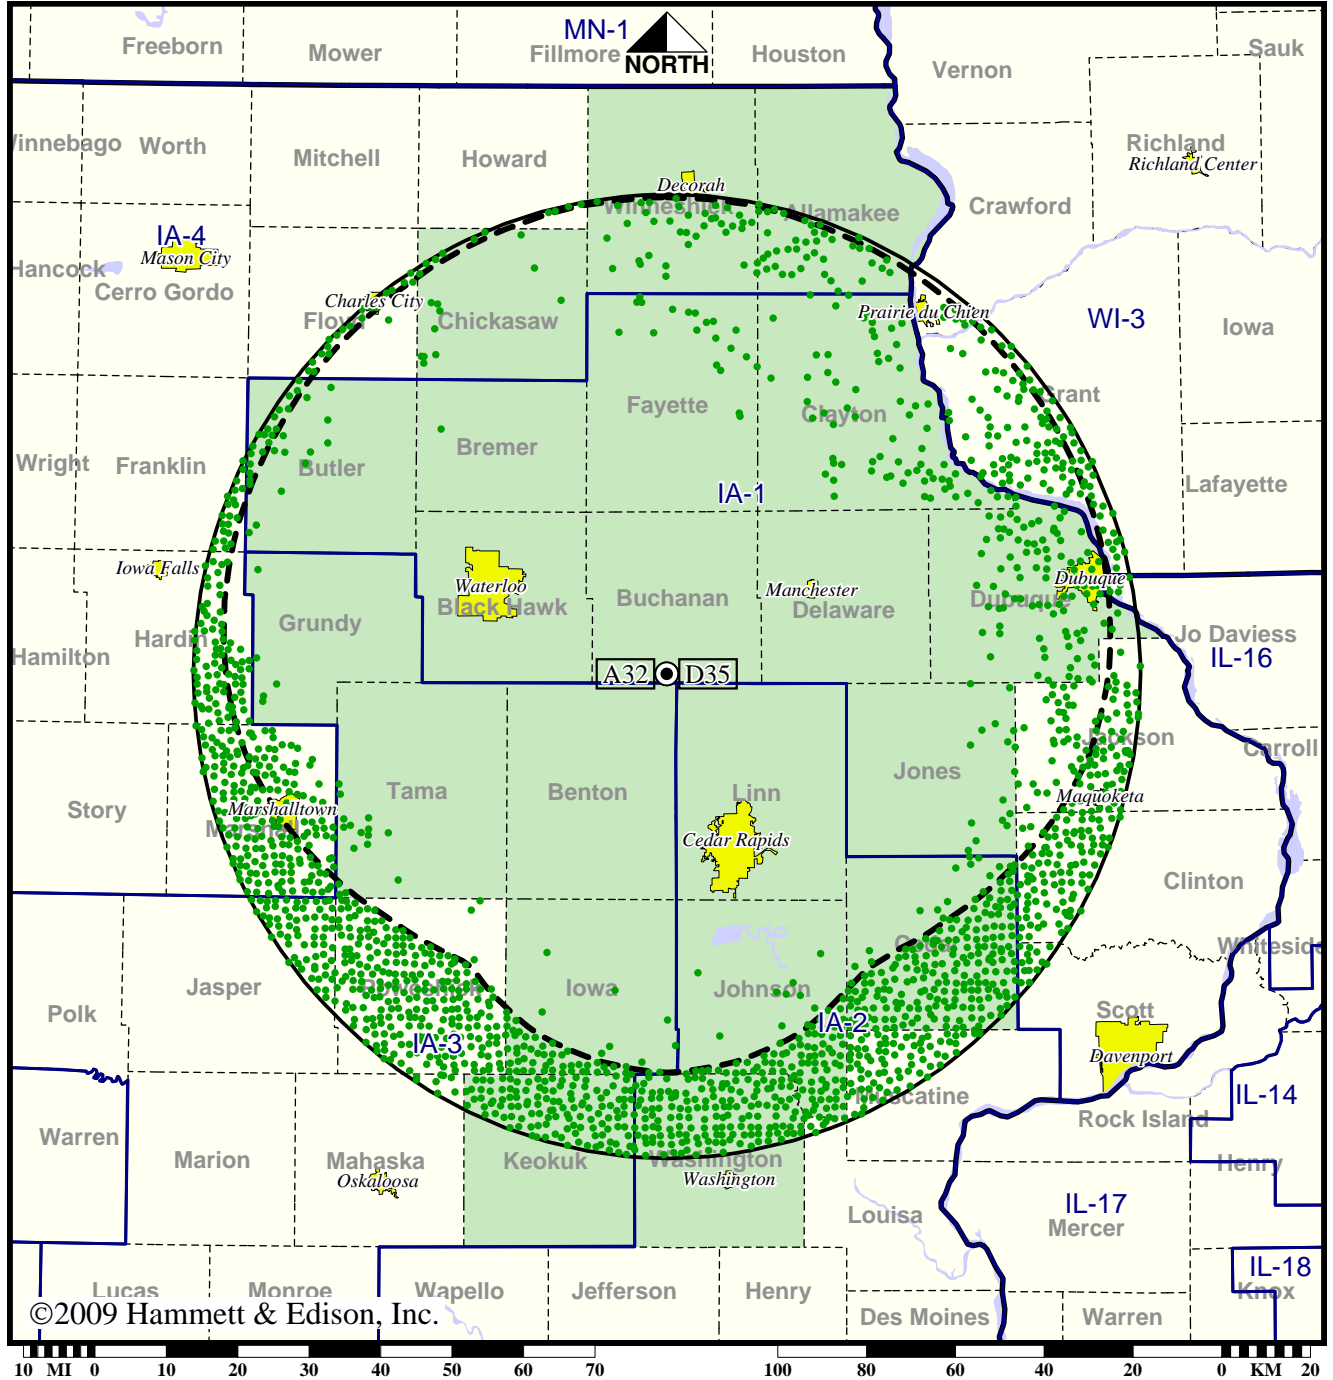 MN-1
Freeborn
Mower
Fillmore
NORTH
Houston
Vernon
Sauk
Winnebago
Worth
Mitchell
Howard
Richland
Richland Center
Decorah
Winneshiek
Allamakee
Crawford
IA-4
Mason City
Hancock
Cerro Gordo
Charles City
Floyd
Chickasaw
Prairie du Chien
WI-3
Iowa
Grant
Fayette
Clayton
Wright
Franklin
Butler
Bremer
IA-1
Lafayette
Iowa Falls
Waterloo
Black Hawk
Buchanan
Manchester
Delaware
Dubuque
Dubuque
Hamilton
Hardin
Grundy
Jo Daviess
IL-16
A32
D35
Jackson
Carroll
Story
Marshalltown
Marshall
Tama
Benton
Linn
Jones
Maquoketa
Cedar Rapids
Clinton
Whiteside
Polk
Jasper
Poweshiek
Iowa
Johnson
Cedar
IA-2
IA-3
Scott
Davenport
Muscatine
Rock Island
IL-14
Warren
Marion
Mahaska
Oskaloosa
Keokuk
Washington
Washington
Henry
Louisa
IL-17
Mercer
IL-18
Knox
Lucas
Monroe
Wapello
Jefferson
Henry
Des Moines
Warren
©2009 Hammett & Edison, Inc.
10 MI 0 10 20 30 40 50 60 70 100 80 60 40 20 0 KM 20